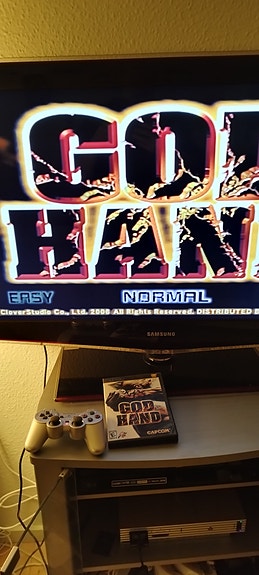 GOD
HAND
EASY NORMAL
CloverStudio Co., Ltd. 2006 All Rights Reserved. DISTRIBUTED B
SAMSUNG
GOD
HAND
CAPCOM